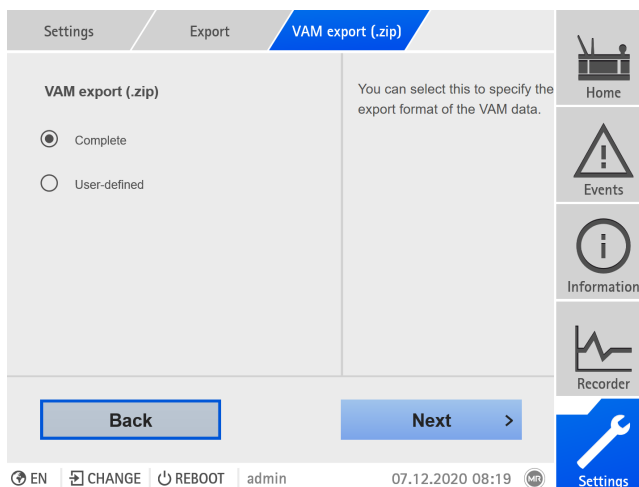 Settings
Export
VAM export (.zip)
VAM export (.zip)
Complete
User-defined
You can select this to specify the
export format of the VAM data.
Back
Next
EN
CHANGE
REBOOT
admin
07.12.2020 08:19
MR
Home
Events
Information
Recorder
Settings